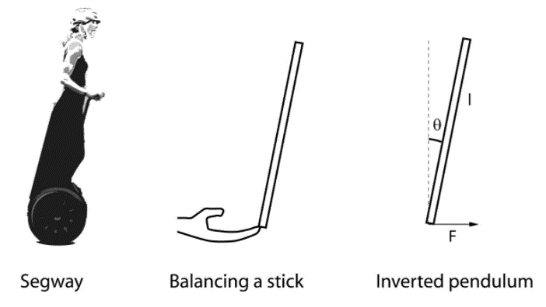 θ
l
F
Segway
Balancing a stick
Inverted pendulum